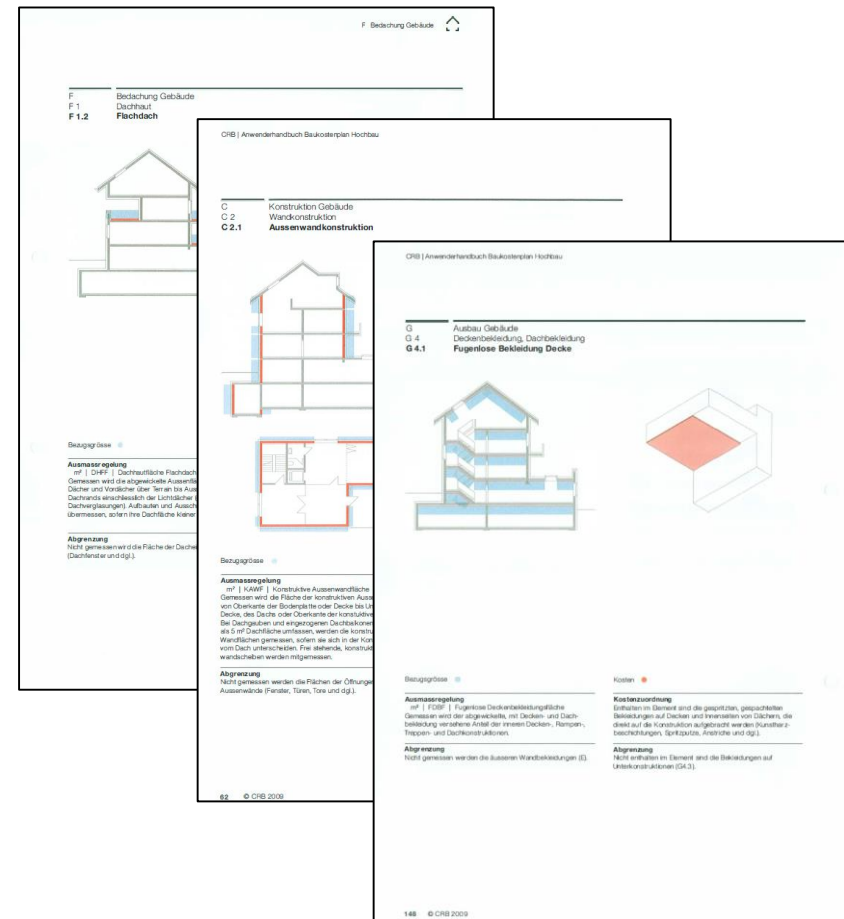 F Bedachung Gebäude
F Bedachung Gebäude
F 1 Dachhaut
F 1.2 Flachdach
Bezugsgrösse
Ausmassregelung
m² | DHFF | Dachhautfläche Flachdach
Gemessen wird die abgewickelte Aussenflä
Dächer und Vordächer über Terrain bis Aus
Dachrands einschliesslich der Lichtdächer (
Dachverglasungen). Aufbauten und Aussch
übermessen, sofern ihre Dachfläche kleiner
Abgrenzung
Nicht gemessen wird die Fläche der Dachel
(Dachfenster und dgl.).
CRB | Anwenderhandbuch Baukostenplan Hochbau
C Konstruktion Gebäude
C 2 Wandkonstruktion
C 2.1 Aussenwandkonstruktion
Bezugsgrösse
Ausmassregelung
m² | KAWF | Konstruktive Aussenwandfläche
Gemessen wird die Fläche der konstruktiven Auss
von Oberkante der Bodenplatte oder Decke bis Un
Decke, des Dachs oder Oberkante der konstuktive
Bei Dachgauben und eingezogenen Dachbalkonen
als 5 m² Dachfläche umfassen, werden die konstru
Wandflächen gemessen, sofern sie sich in der Kon
vom Dach unterscheiden. Frei stehende, konstrukt
wandscheiben werden mitgemessen.
Abgrenzung
Nicht gemessen werden die Flächen der Öffnunger
Aussenwände (Fenster, Türen, Tore und dgl.).
62 © CRB 2009
CRB | Anwenderhandbuch Baukostenplan Hochbau
G Ausbau Gebäude
G 4 Deckenbekleidung, Dachbekleidung
G 4.1 Fugenlose Bekleidung Decke
Bezugsgrösse
Ausmassregelung
m² | FDBF | Fugenlose Deckenbekleidungsfläche
Gemessen wird der abgewickelte, mit Decken- und Dach-
bekleidung versehene Anteil der inneren Decken-, Rampen-,
Treppen- und Dachkonstruktionen.
Abgrenzung
Nicht gemessen werden die äusseren Wandbekleidungen (E).
Kosten
Kostenzuordnung
Enthalten im Element sind die gespritzten, gespachtelten
Bekleidungen auf Decken und Innenseiten von Dächern, die
direkt auf die Konstruktion aufgebracht werden (Kunstharz-
beschichtungen, Spritzputze, Anstriche und dgl.).
Abgrenzung
Nicht enthalten im Element sind die Bekleidungen auf
Unterkonstruktionen (G4.3).
148 © CRB 2009